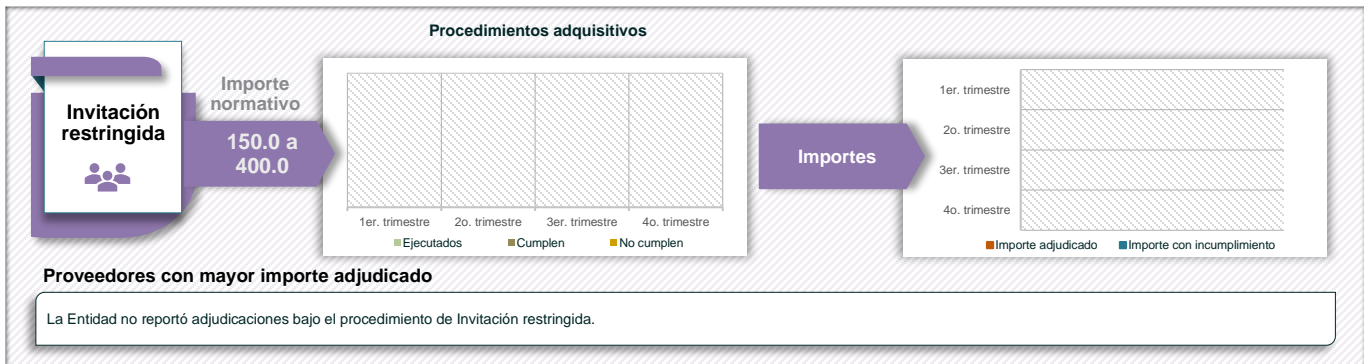 Procedimientos adquisitivos
Invitación
restringida
Importe
normativo
150.0 a
400.0
1er. trimestre 2o. trimestre 3er. trimestre 4o. trimestre
Ejecutados Cumplen No cumplen
Importes
1er. trimestre
2o. trimestre
3er. trimestre
4o. trimestre
Importe adjudicado Importe con incumplimiento
Proveedores con mayor importe adjudicado
La Entidad no reportó adjudicaciones bajo el procedimiento de Invitación restringida.